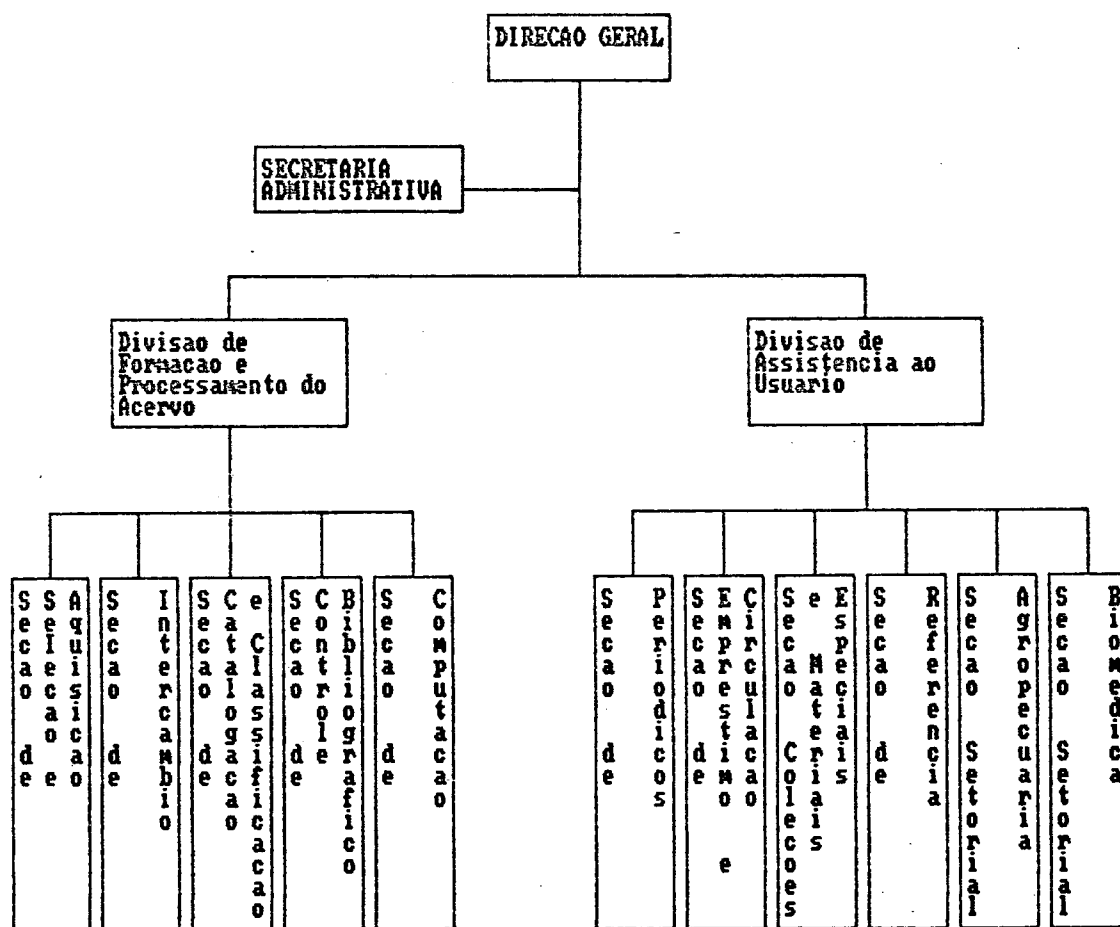 DIRECAO GERAL
SECRETARIA
ADMINISTRATIVA
Divisao de
Formacao e
Processamento do
Acervo
Divisao de
Assistencia ao
Usuario
Secao de
Selecao e
Aquisicao
Secao de
Intercambio
Secao de
Catalogacao
e Classificacao
Secao de
Controle
Bibliografico
Secao de
Computacao
Secao de
Periodicos
Secao de
Emprestimo e
Circulacao
Secao Colecoes
e Materiais
Especiais
Secao de
Referencia
Secao Setorial
Agropecuaria
Secao Setorial
Biomedica